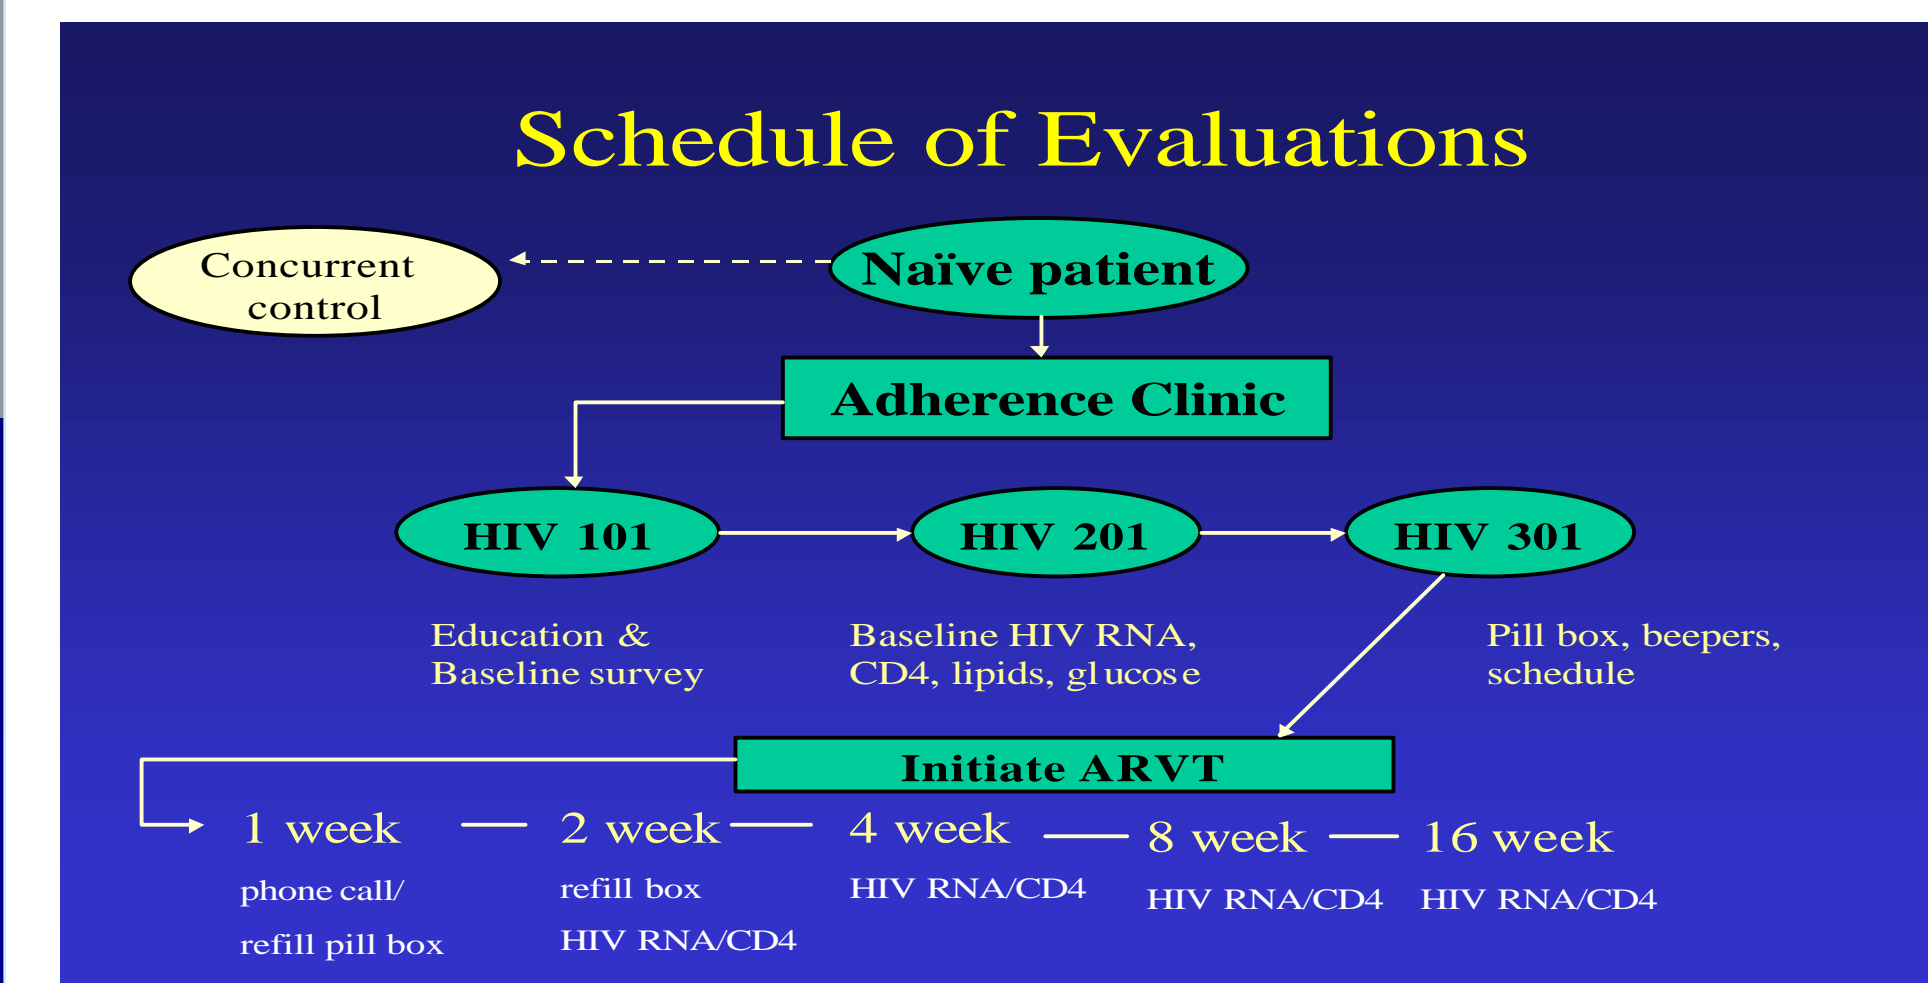 Schedule of Evaluations
Concurrent
control
Naïve patient
Adherence Clinic
HIV 101
HIV 201
HIV 301
Education &
Baseline survey
Baseline HIV RNA,
CD4, lipids, glucose
Pill box, beepers,
schedule
Initiate ARVT
1 week
2 week
4 week
8 week
16 week
phone call/
refill pill box
refill box
HIV RNA/CD4
HIV RNA/CD4
HIV RNA/CD4
HIV RNA/CD4